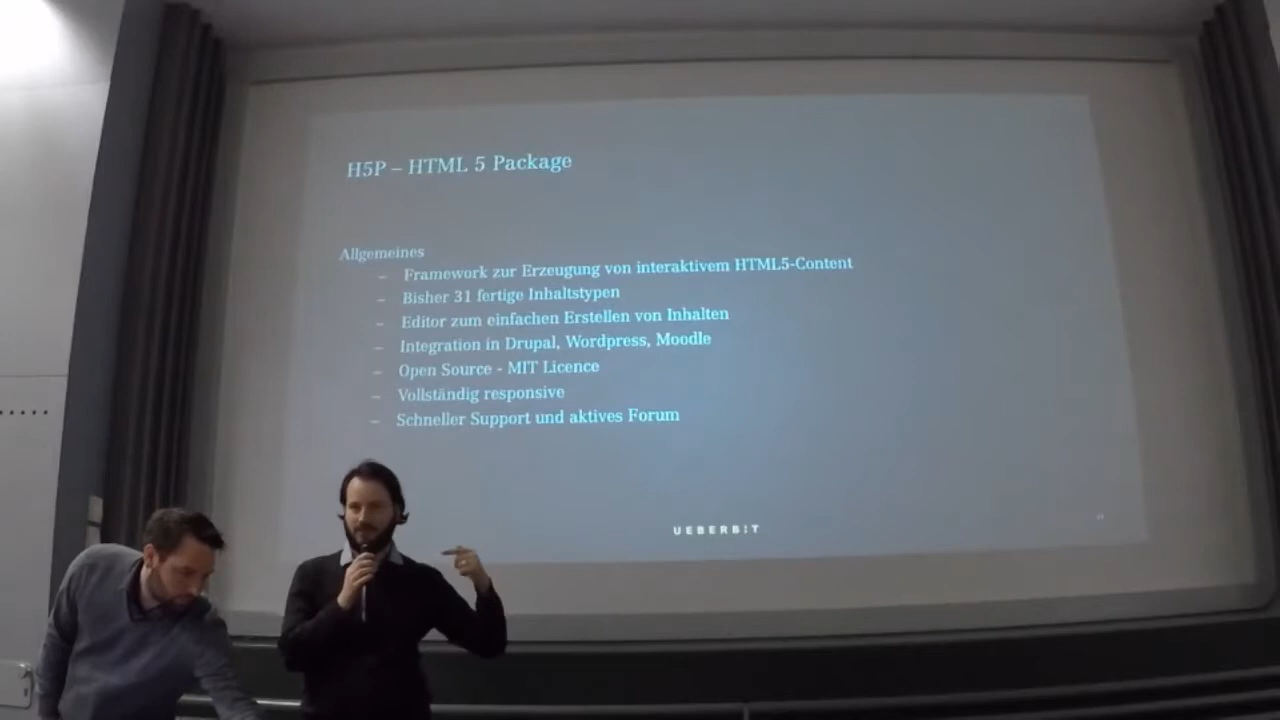 H5P – HTML 5 Package
Allgemeines
– Framework zur Erzeugung von interaktivem HTML5-Content
– Bisher 31 fertige Inhaltstypen
– Editor zum einfachen Erstellen von Inhalten
– Integration in Drupal, Wordpress, Moodle
– Open Source - MIT Licence
– Vollständig responsive
– Schneller Support und aktives Forum
UEBERB!T